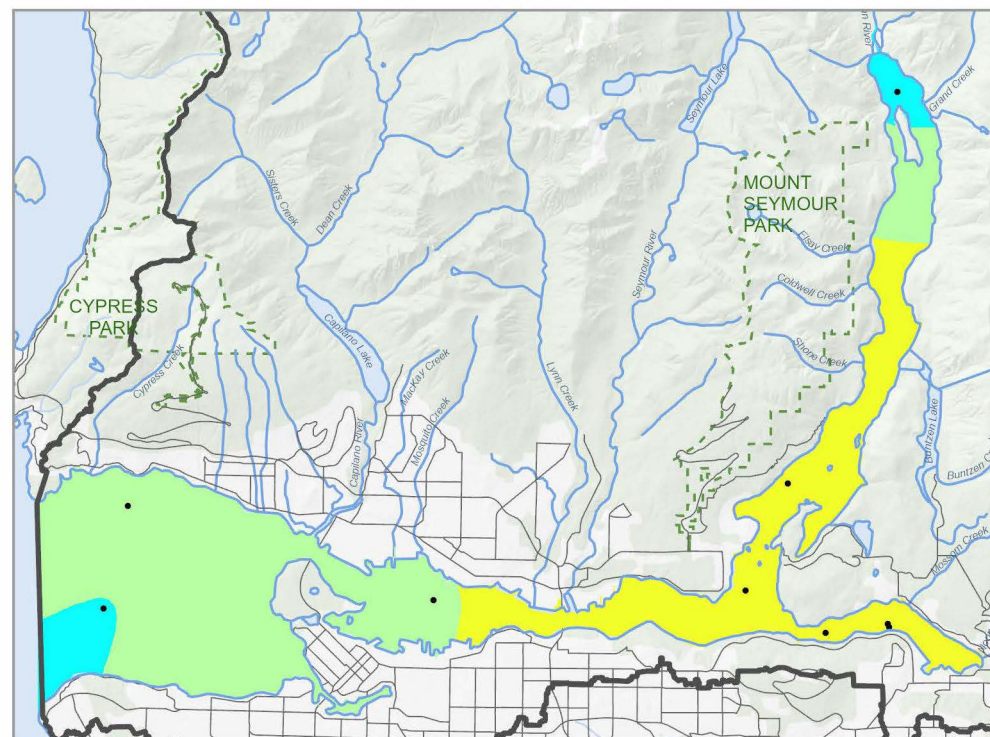 an River
Grand Creek
Seymour Lake
MOUNT
SEYMOUR
PARK
Sisters Creek
Dean Creek
Elsay Creek
Seymour River
Coldwell Creek
CYPRESS
PARK
Capilano Lake
Shone Creek
Cypress Creek
MacKay Creek
Lynn Creek
Mosquito Creek
Buntzen Lake
Capilano River
Buntzen C
Mossom Creek